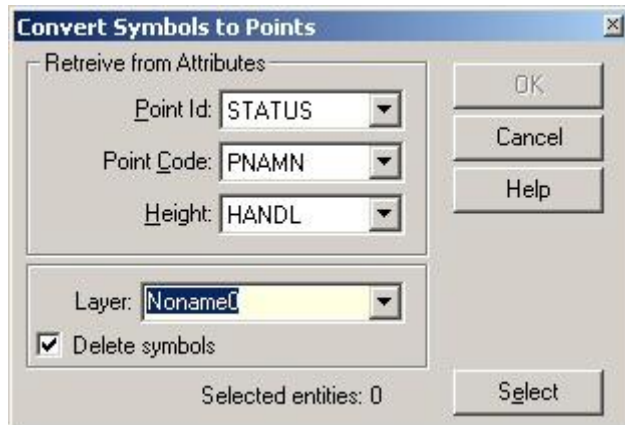 Convert Symbols to Points
Retreive from Attributes
Point Id: STATUS
Point Code: PNAMN
Height: HANDL
OK
Cancel
Help
Layer: Noname0
Delete symbols
Selected entities: 0
Select